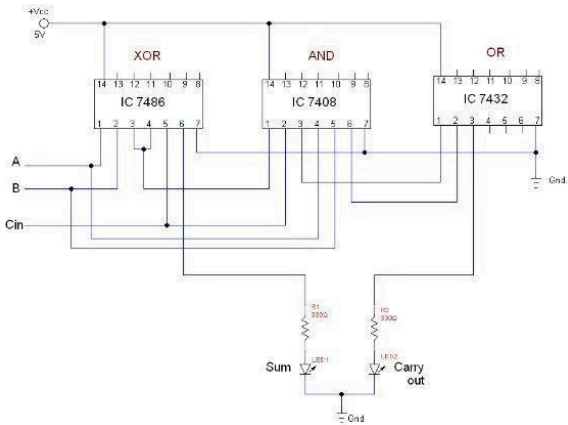 +Vcc
5V
XOR AND OR
14 13 12 11 10 9 8
14 13 12 11 10 9 8
14 13 12 11 10 9 8
IC 7486 IC 7408 IC 7432
1 2 3 4 5 6 7
1 2 3 4 5 6 7
1 2 3 4 5 6 7
A
B
Cin
Gnd
R1
330Ω
R2
330Ω
LED1
LED2
Sum
Carry
out
Gnd